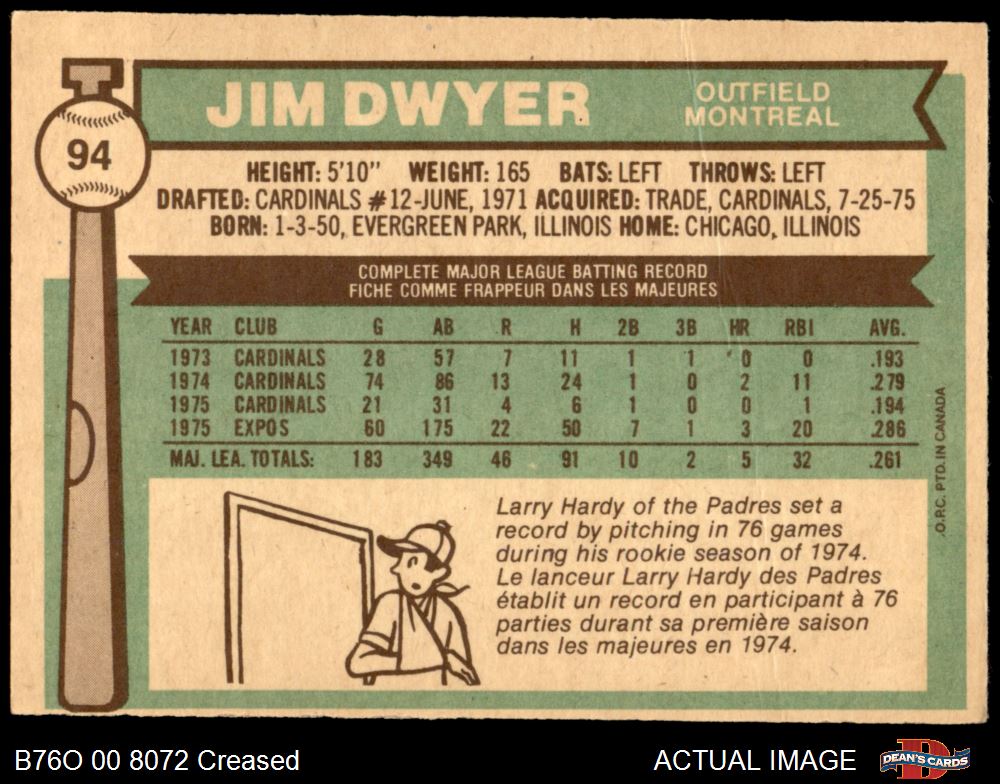 JIM DWYER
OUTFIELD
MONTREAL
94
HEIGHT: 5'10" WEIGHT: 165 BATS: LEFT THROWS: LEFT
DRAFTED: CARDINALS #12-JUNE, 1971 ACQUIRED: TRADE, CARDINALS, 7-25-75
BORN: 1-3-50, EVERGREEN PARK, ILLINOIS HOME: CHICAGO, ILLINOIS
COMPLETE MAJOR LEAGUE BATTING RECORD
FICHE COMME FRAPPEUR DANS LES MAJEURES
YEAR CLUB G AB R H 2B 3B HR RBI AVG.
1973 CARDINALS 28 57 7 11 1 1 0 0 .193
1974 CARDINALS 74 86 13 24 1 0 2 11 .279
1975 CARDINALS 21 31 4 6 1 0 0 1 .194
1975 EXPOS 60 175 22 50 7 1 3 20 .286
MAJ. LEA. TOTALS: 183 349 46 91 10 2 5 32 .261
O.P.C. PTD. IN CANADA
Larry Hardy of the Padres set a
record by pitching in 76 games
during his rookie season of 1974.
Le lanceur Larry Hardy des Padres
établit un record en participant à 76
parties durant sa première saison
dans les majeures en 1974.
B76O 00 8072 Creased
ACTUAL IMAGE
DEAN'S CARDS